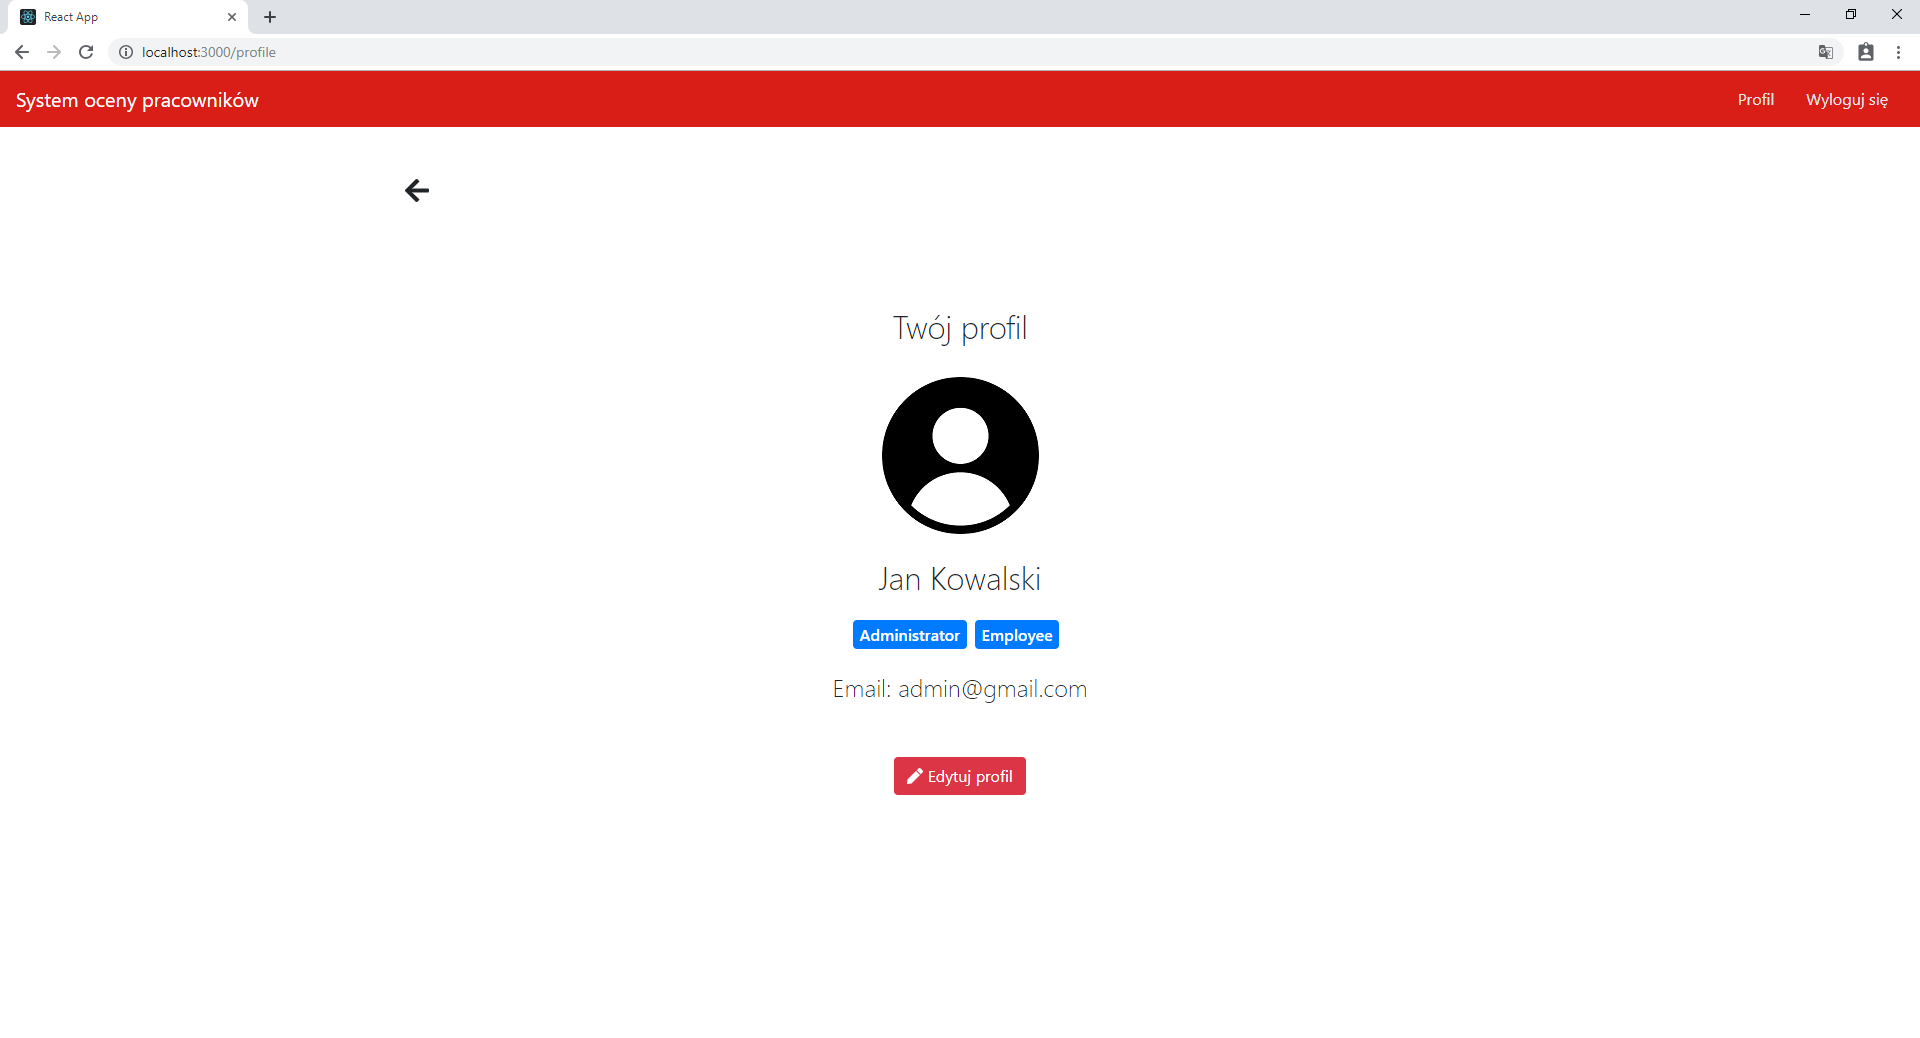 React App
localhost:3000/profile
System oceny pracowników
Profil
Wyloguj się
Twój profil
Jan Kowalski
Administrator Employee
Email: admin@gmail.com
Edytuj profil